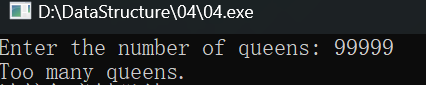 D:\DataStructure\04\04.exe
Enter the number of queens: 99999
Too many queens.